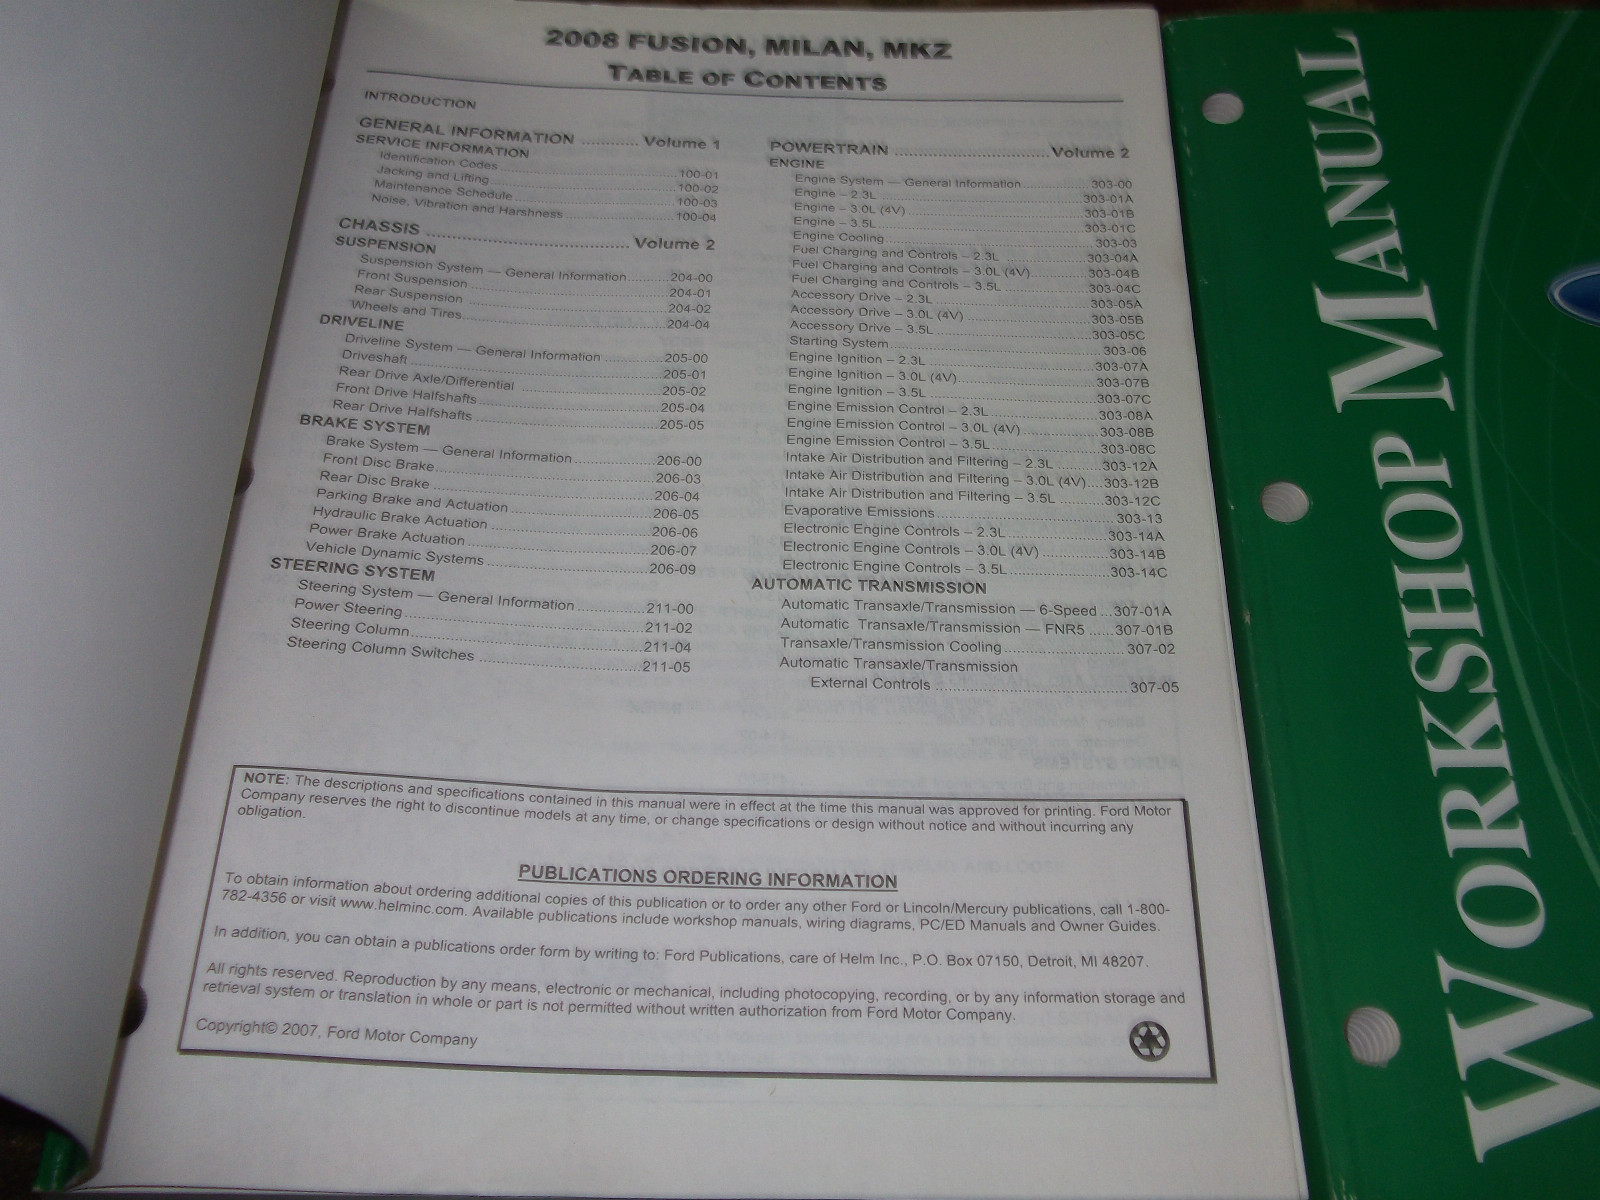 2008 FUSION, MILAN, MKZ
TABLE OF CONTENTS
INTRODUCTION
GENERAL INFORMATION ............ Volume 1
SERVICE INFORMATION
Identification Codes ........ 100-01
Jacking and Lifting ........ 100-02
Maintenance Schedule ........ 100-03
Noise, Vibration and Harshness ........ 100-04
CHASSIS ........ Volume 2
SUSPENSION
Suspension System — General Information ........ 204-00
Front Suspension ........ 204-01
Rear Suspension ........ 204-02
Wheels and Tires ........ 204-04
DRIVELINE
Driveline System — General Information ........ 205-00
Driveshaft ........ 205-01
Rear Drive Axle/Differential ........ 205-02
Front Drive Halfshafts ........ 205-04
Rear Drive Halfshafts ........ 205-05
BRAKE SYSTEM
Brake System — General Information ........ 206-00
Front Disc Brake ........ 206-03
Rear Disc Brake ........ 206-04
Parking Brake and Actuation ........ 206-05
Hydraulic Brake Actuation ........ 206-06
Power Brake Actuation ........ 206-07
Vehicle Dynamic Systems ........ 206-09
STEERING SYSTEM
Steering System — General Information ........ 211-00
Power Steering ........ 211-02
Steering Column ........ 211-04
Steering Column Switches ........ 211-05
POWERTRAIN ........ Volume 2
ENGINE
Engine System — General Information ........ 303-00
Engine – 2.3L ........ 303-01A
Engine – 3.0L (4V) ........ 303-01B
Engine – 3.5L ........ 303-01C
Engine Cooling ........ 303-03
Fuel Charging and Controls – 2.3L ........ 303-04A
Fuel Charging and Controls – 3.0L (4V) ........ 303-04B
Fuel Charging and Controls – 3.5L ........ 303-04C
Accessory Drive – 2.3L ........ 303-05A
Accessory Drive – 3.0L (4V) ........ 303-05B
Accessory Drive – 3.5L ........ 303-05C
Starting System ........ 303-06
Engine Ignition – 2.3L ........ 303-07A
Engine Ignition – 3.0L (4V) ........ 303-07B
Engine Ignition – 3.5L ........ 303-07C
Engine Emission Control – 2.3L ........ 303-08A
Engine Emission Control – 3.0L (4V) ........ 303-08B
Engine Emission Control – 3.5L ........ 303-08C
Intake Air Distribution and Filtering – 2.3L ........ 303-12A
Intake Air Distribution and Filtering – 3.0L (4V) .... 303-12B
Intake Air Distribution and Filtering – 3.5L ........ 303-12C
Evaporative Emissions ........ 303-13
Electronic Engine Controls – 2.3L ........ 303-14A
Electronic Engine Controls – 3.0L (4V) ........ 303-14B
Electronic Engine Controls – 3.5L ........ 303-14C
AUTOMATIC TRANSMISSION
Automatic Transaxle/Transmission — 6-Speed ... 307-01A
Automatic Transaxle/Transmission — FNR5 ...... 307-01B
Transaxle/Transmission Cooling ........ 307-02
Automatic Transaxle/Transmission
External Controls ........ 307-05
NOTE: The descriptions and specifications contained in this manual were in effect at the time this manual was approved for printing. Ford Motor
Company reserves the right to discontinue models at any time, or change specifications or design without notice and without incurring any
obligation.
PUBLICATIONS ORDERING INFORMATION
To obtain information about ordering additional copies of this publication or to order any other Ford or Lincoln/Mercury publications, call 1-800-
782-4356 or visit www.helminc.com. Available publications include workshop manuals, wiring diagrams, PC/ED Manuals and Owner Guides.
In addition, you can obtain a publications order form by writing to: Ford Publications, care of Helm Inc., P.O. Box 07150, Detroit, MI 48207.
All rights reserved. Reproduction by any means, electronic or mechanical, including photocopying, recording, or by any information storage and
retrieval system or translation in whole or part is not permitted without written authorization from Ford Motor Company.
Copyright© 2007, Ford Motor Company
WORKSHOP MANUAL